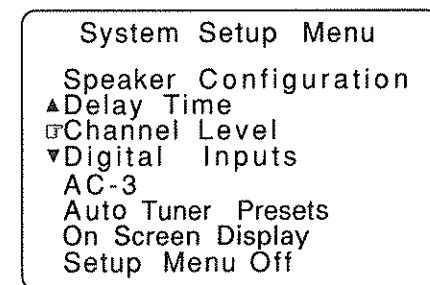 System Setup Menu
Speaker Configuration
▲Delay Time
☞Channel Level
▼Digital Inputs
AC-3
Auto Tuner Presets
On Screen Display
Setup Menu Off